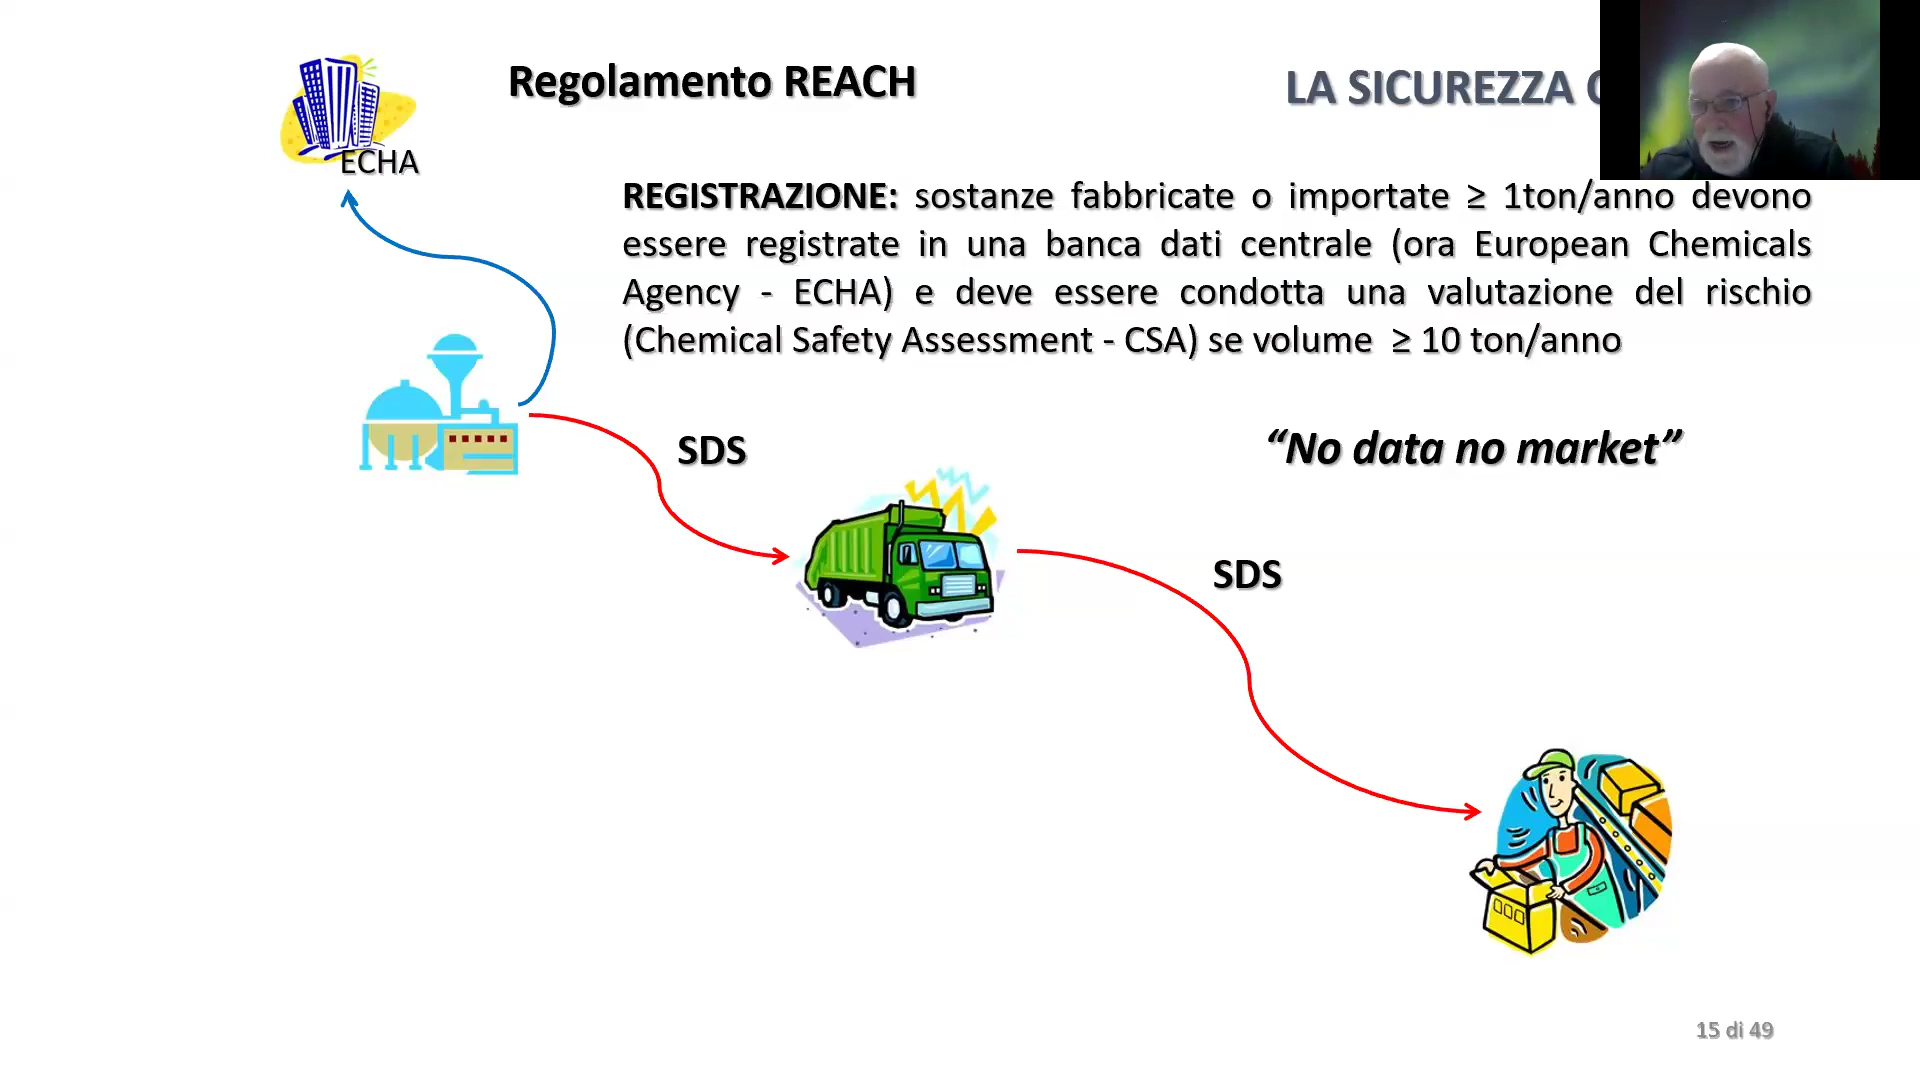 Regolamento REACH
LA SICUREZZA
ECHA
REGISTRAZIONE: sostanze fabbricate o importate ≥ 1ton/anno devono
essere registrate in una banca dati centrale (ora European Chemicals
Agency - ECHA) e deve essere condotta una valutazione del rischio
(Chemical Safety Assessment - CSA) se volume ≥ 10 ton/anno
SDS
“No data no market”
SDS
15 di 49